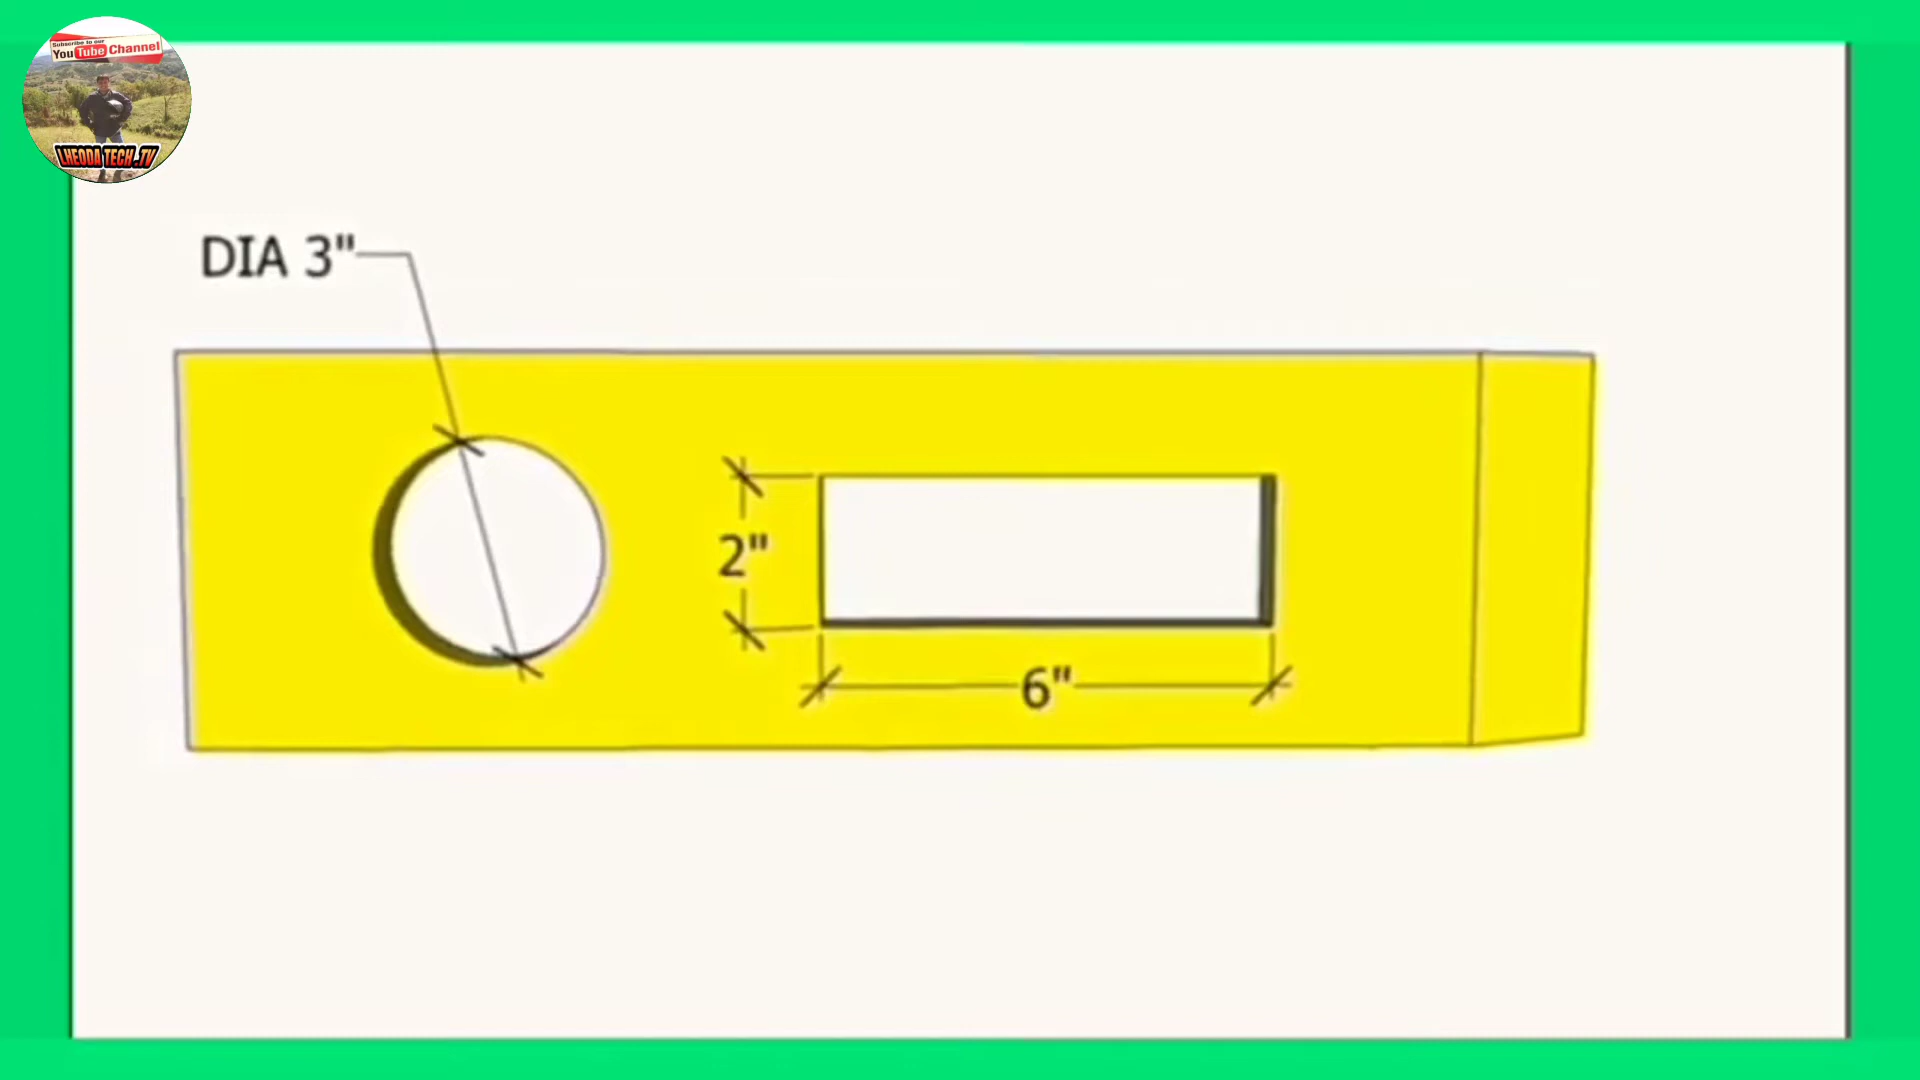 Subscribe to our
YouTube Channel
LHEODA TECH.TV
DIA 3"
2"
6"